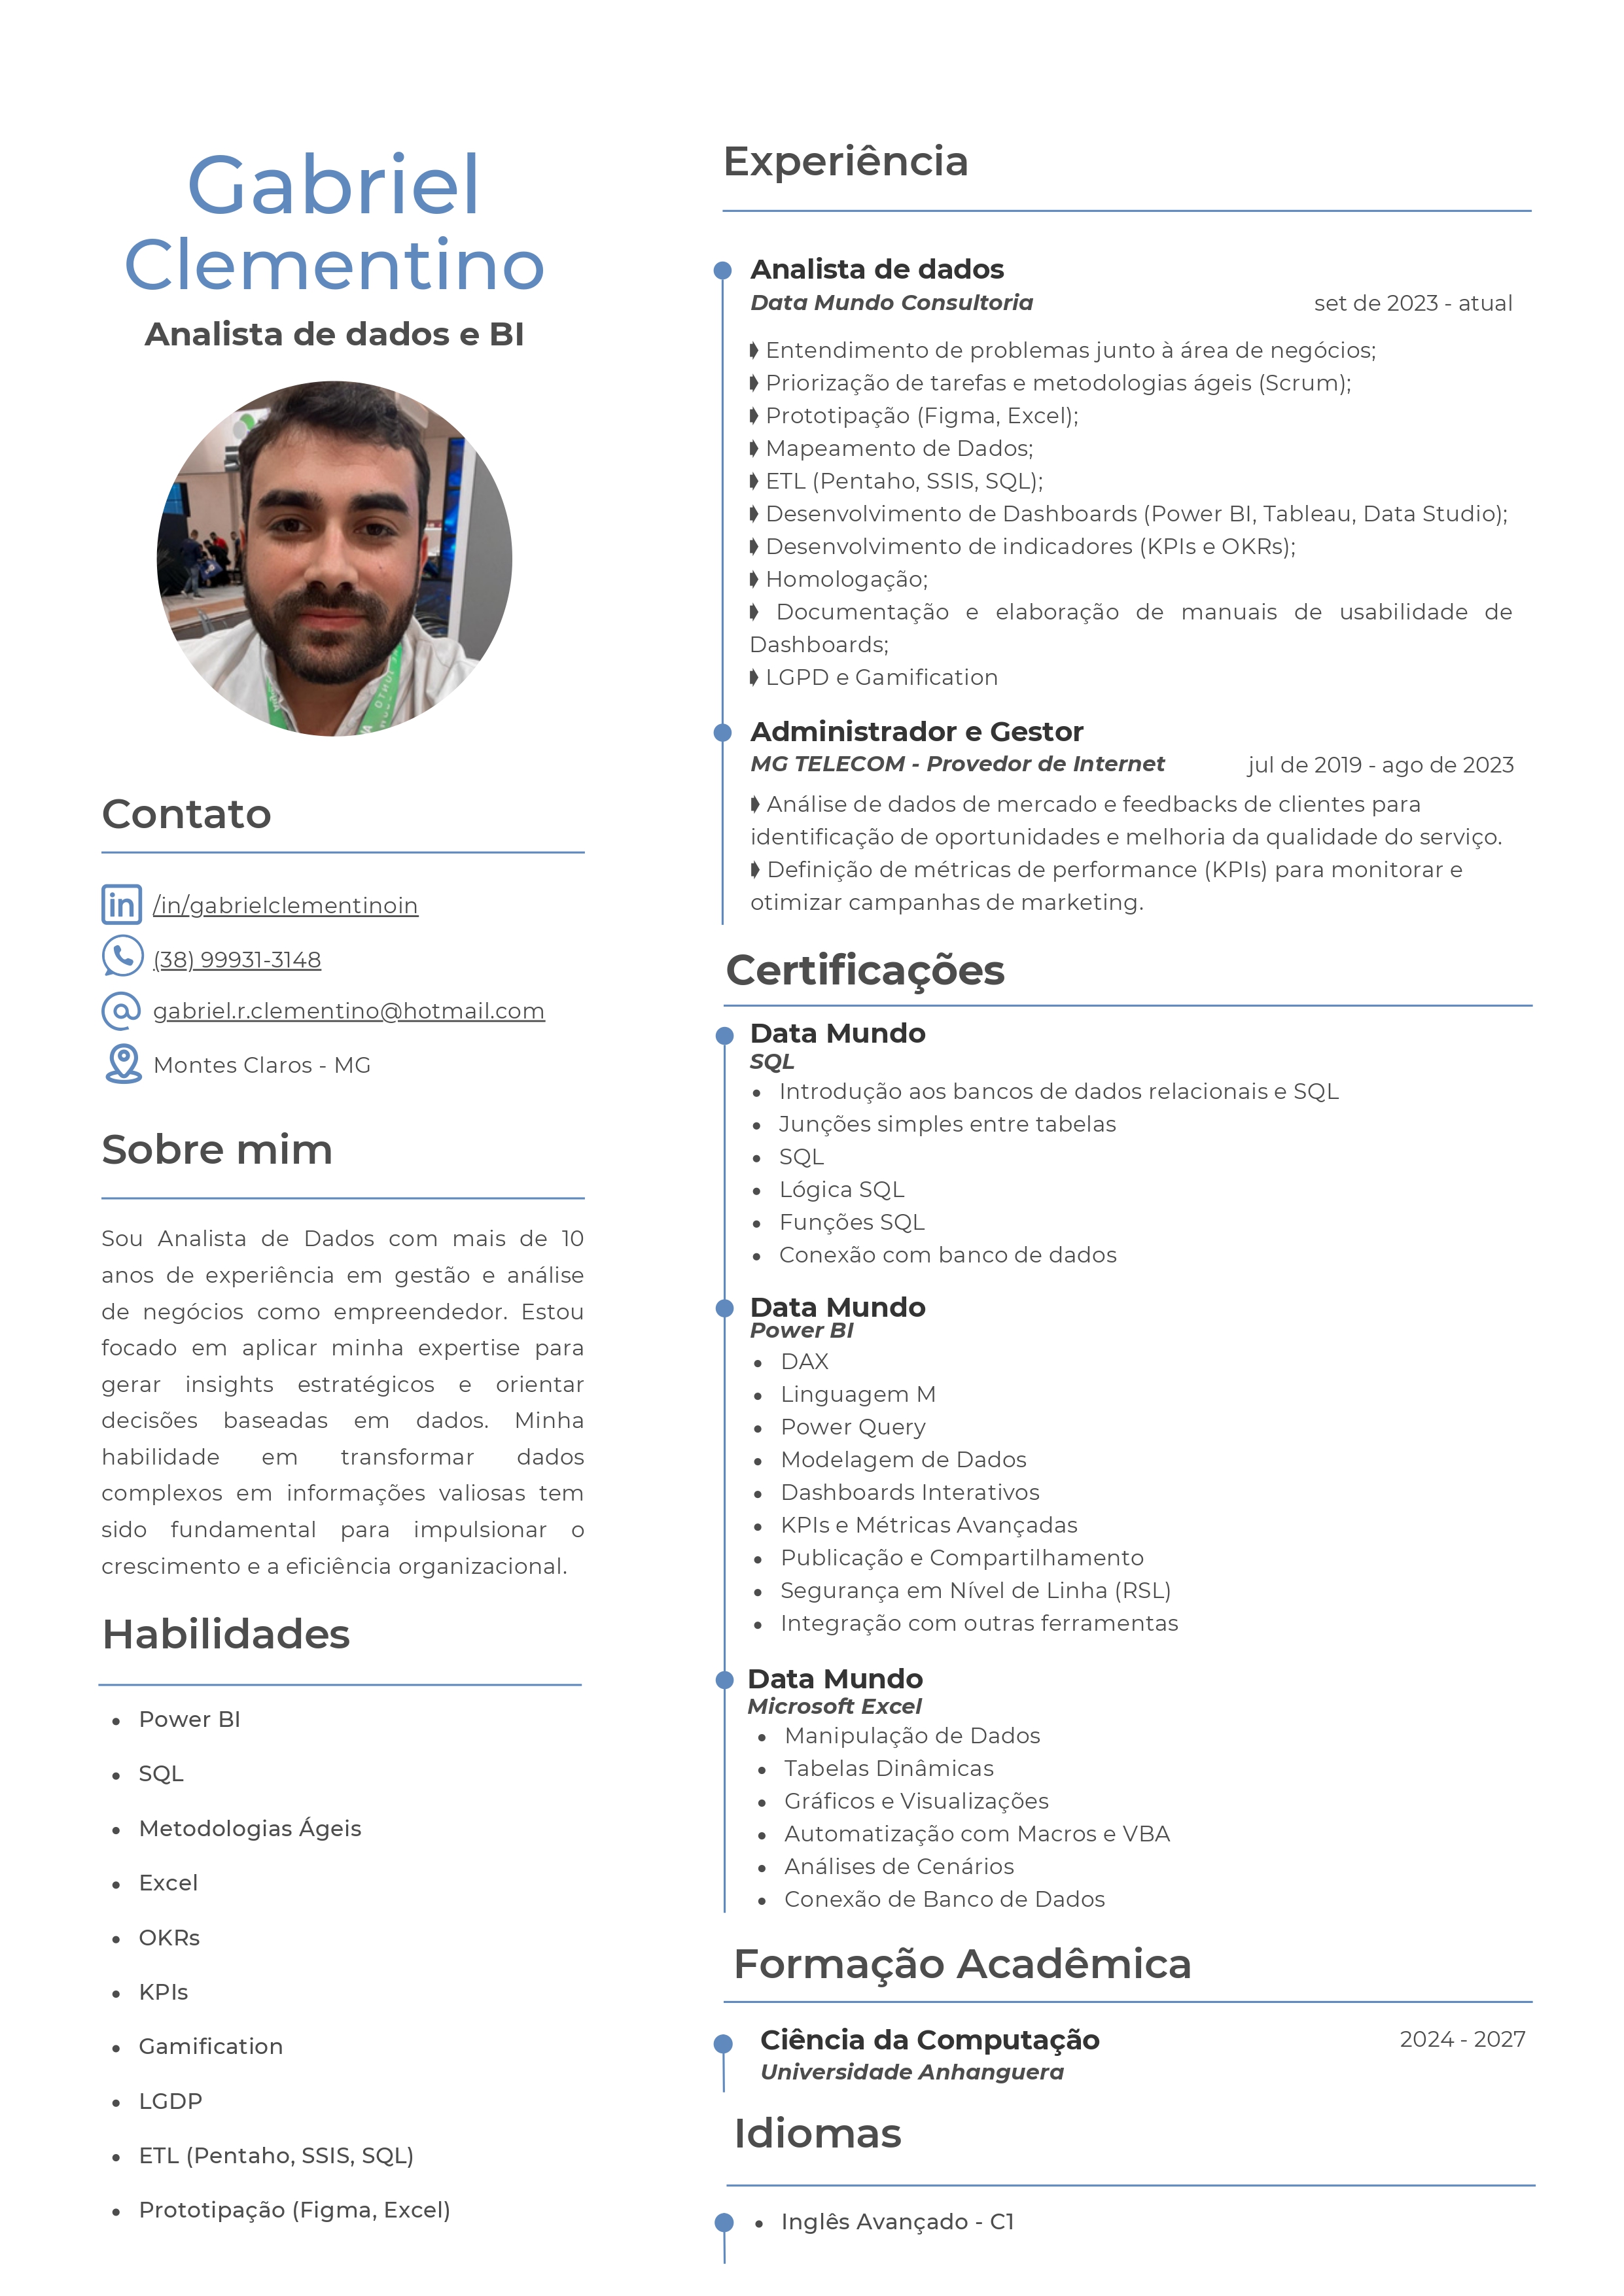 Gabriel
Clementino
Analista de dados e BI
Contato
/in/gabrielclementinoin
(38) 99931-3148
gabriel.r.clementino@hotmail.com
Montes Claros - MG
Sobre mim
Sou Analista de Dados com mais de 10
anos de experiência em gestão e análise
de negócios como empreendedor. Estou
focado em aplicar minha expertise para
gerar insights estratégicos e orientar
decisões baseadas em dados. Minha
habilidade em transformar dados
complexos em informações valiosas tem
sido fundamental para impulsionar o
crescimento e a eficiência organizacional.
Habilidades
• Power BI
• SQL
• Metodologias Ágeis
• Excel
• OKRs
• KPIs
• Gamification
• LGDP
• ETL (Pentaho, SSIS, SQL)
• Prototipação (Figma, Excel)
Experiência
Analista de dados
Data Mundo Consultoria set de 2023 - atual
➧ Entendimento de problemas junto à área de negócios;
➧ Priorização de tarefas e metodologias ágeis (Scrum);
➧ Prototipação (Figma, Excel);
➧ Mapeamento de Dados;
➧ ETL (Pentaho, SSIS, SQL);
➧ Desenvolvimento de Dashboards (Power BI, Tableau, Data Studio);
➧ Desenvolvimento de indicadores (KPIs e OKRs);
➧ Homologação;
➧ Documentação e elaboração de manuais de usabilidade de
Dashboards;
➧ LGPD e Gamification
Administrador e Gestor
MG TELECOM - Provedor de Internet jul de 2019 - ago de 2023
➧ Análise de dados de mercado e feedbacks de clientes para
identificação de oportunidades e melhoria da qualidade do serviço.
➧ Definição de métricas de performance (KPIs) para monitorar e
otimizar campanhas de marketing.
Certificações
Data Mundo
SQL
• Introdução aos bancos de dados relacionais e SQL
• Junções simples entre tabelas
• SQL
• Lógica SQL
• Funções SQL
• Conexão com banco de dados
Data Mundo
Power BI
• DAX
• Linguagem M
• Power Query
• Modelagem de Dados
• Dashboards Interativos
• KPIs e Métricas Avançadas
• Publicação e Compartilhamento
• Segurança em Nível de Linha (RSL)
• Integração com outras ferramentas
Data Mundo
Microsoft Excel
• Manipulação de Dados
• Tabelas Dinâmicas
• Gráficos e Visualizações
• Automatização com Macros e VBA
• Análises de Cenários
• Conexão de Banco de Dados
Formação Acadêmica
Ciência da Computação 2024 - 2027
Universidade Anhanguera
Idiomas
• Inglês Avançado - C1